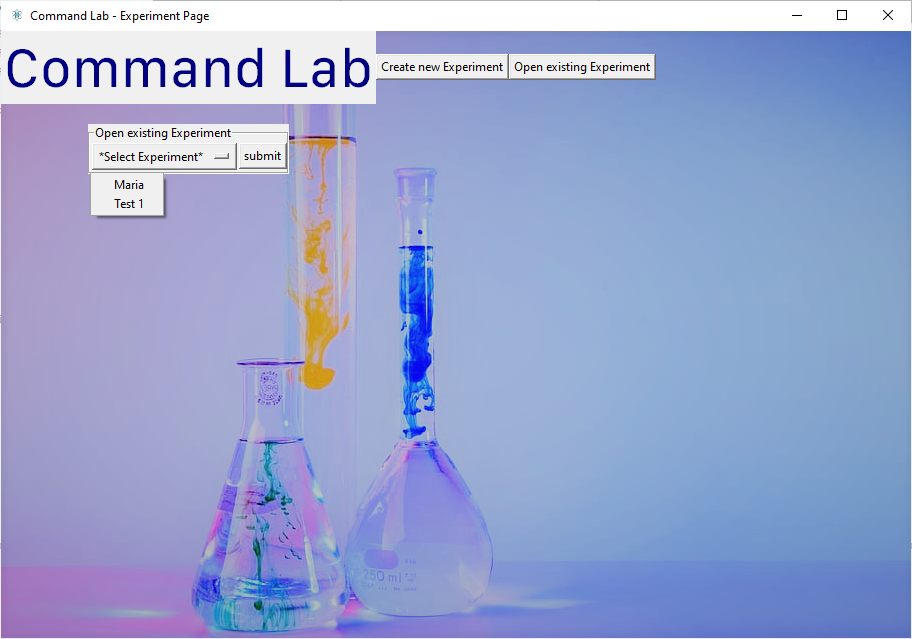 Command Lab - Experiment Page
Command Lab
Create new Experiment
Open existing Experiment
Open existing Experiment
*Select Experiment*
submit
Maria
Test 1
250 ml